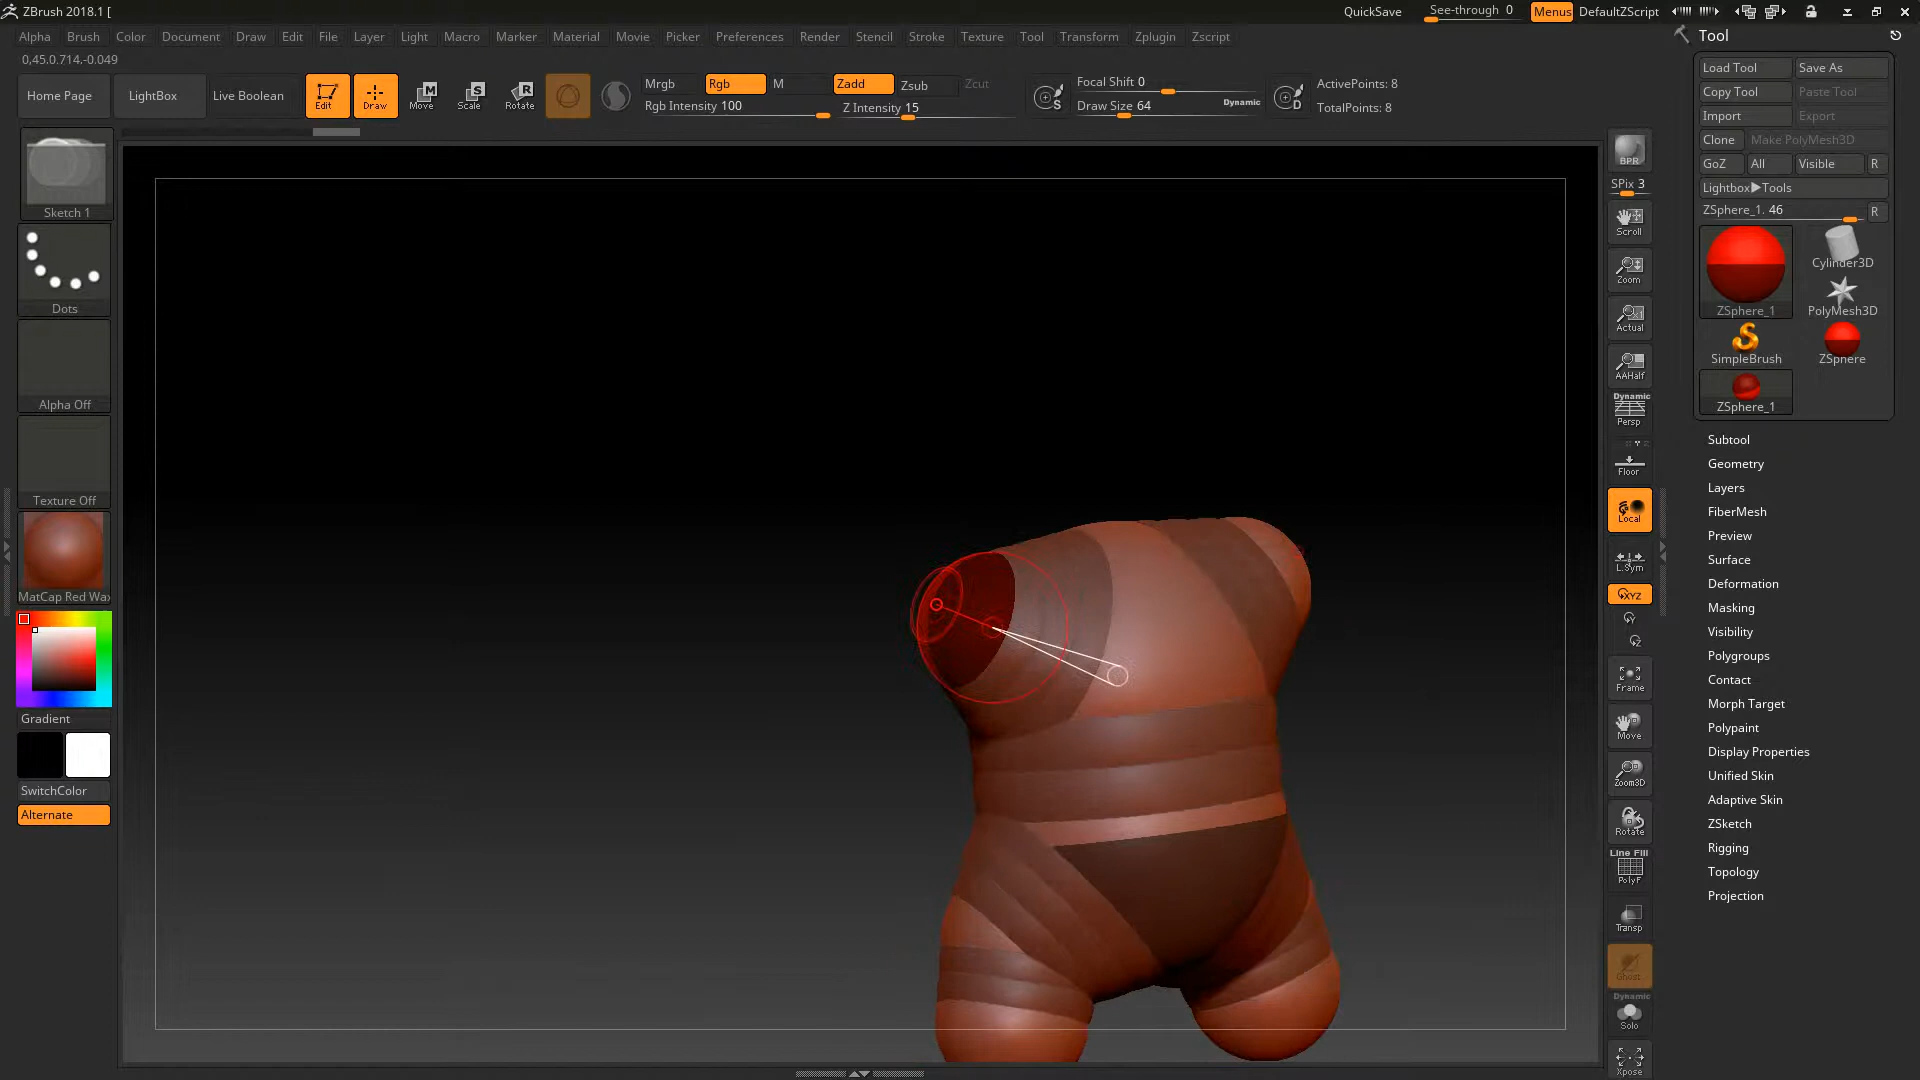 ZBrush 2018.1 [
QuickSave
See-through 0
Menus
DefaultZScript
Alpha Brush Color Document Draw Edit File Layer Light Macro Marker Material Movie Picker Preferences Render Stencil Stroke Texture Tool Transform Zplugin Zscript
Tool
0,45.0.714,-0.049
Home Page
LightBox
Live Boolean
Edit
Draw
Move
Scale
Rotate
Mrgb
Rgb
M
Rgb Intensity 100
Zadd
Zsub
Zcut
Z Intensity 15
S
Focal Shift 0
Draw Size 64
Dynamic
D
ActivePoints: 8
TotalPoints: 8
Sketch 1
Dots
Alpha Off
Texture Off
MatCap Red Wax
Gradient
SwitchColor
Alternate
BPR
SPix 3
Scroll
Zoom
Actual
AAHalf
Dynamic
Persp
Floor
Local
L.Sym
XYZ
Y
Z
Frame
Move
Zoom3D
Rotate
Line Fill
PolyF
Transp
Ghost
Dynamic
Solo
Xpose
Load Tool
Save As
Copy Tool
Paste Tool
Import
Export
Clone
Make PolyMesh3D
GoZ
All
Visible
R
Lightbox▶Tools
ZSphere_1. 46
R
ZSphere_1
Cylinder3D
PolyMesh3D
SimpleBrush
ZSphere
ZSphere_1
Subtool
Geometry
Layers
FiberMesh
Preview
Surface
Deformation
Masking
Visibility
Polygroups
Contact
Morph Target
Polypaint
Display Properties
Unified Skin
Adaptive Skin
ZSketch
Rigging
Topology
Projection